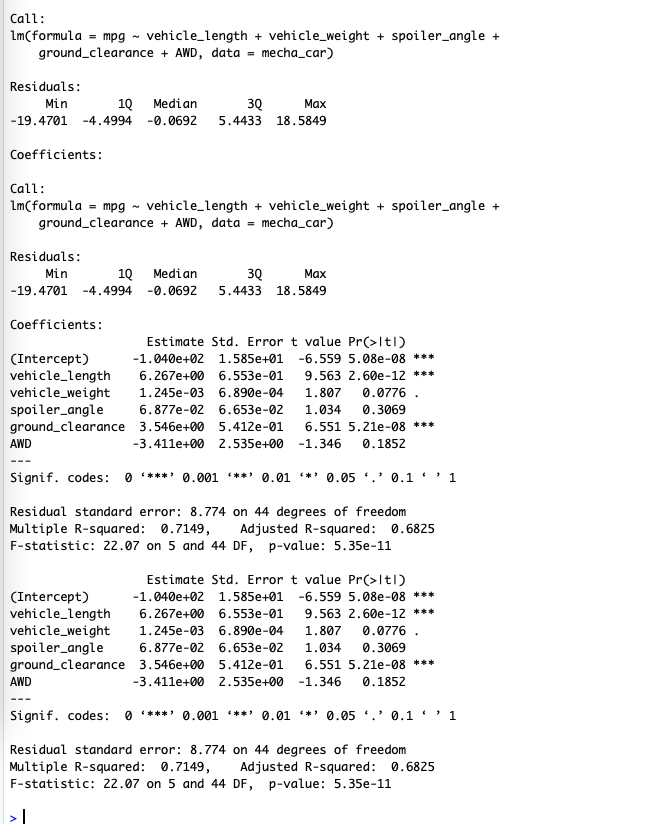 Call:
lm(formula = mpg ~ vehicle_length + vehicle_weight + spoiler_angle +
    ground_clearance + AWD, data = mecha_car)

Residuals:
     Min       1Q   Median       3Q      Max
-19.4701  -4.4994  -0.0692   5.4433  18.5849

Coefficients:

Call:
lm(formula = mpg ~ vehicle_length + vehicle_weight + spoiler_angle +
    ground_clearance + AWD, data = mecha_car)

Residuals:
     Min       1Q   Median       3Q      Max
-19.4701  -4.4994  -0.0692   5.4433  18.5849

Coefficients:
                   Estimate Std. Error t value Pr(>|t|)
(Intercept)      -1.040e+02  1.585e+01  -6.559 5.08e-08 ***
vehicle_length    6.267e+00  6.553e-01   9.563 2.60e-12 ***
vehicle_weight    1.245e-03  6.890e-04   1.807   0.0776 .
spoiler_angle     6.877e-02  6.653e-02   1.034   0.3069
ground_clearance  3.546e+00  5.412e-01   6.551 5.21e-08 ***
AWD              -3.411e+00  2.535e+00  -1.346   0.1852
---
Signif. codes:  0 ‘***’ 0.001 ‘**’ 0.01 ‘*’ 0.05 ‘.’ 0.1 ‘ ’ 1

Residual standard error: 8.774 on 44 degrees of freedom
Multiple R-squared:  0.7149,    Adjusted R-squared:  0.6825
F-statistic: 22.07 on 5 and 44 DF,  p-value: 5.35e-11

                   Estimate Std. Error t value Pr(>|t|)
(Intercept)      -1.040e+02  1.585e+01  -6.559 5.08e-08 ***
vehicle_length    6.267e+00  6.553e-01   9.563 2.60e-12 ***
vehicle_weight    1.245e-03  6.890e-04   1.807   0.0776 .
spoiler_angle     6.877e-02  6.653e-02   1.034   0.3069
ground_clearance  3.546e+00  5.412e-01   6.551 5.21e-08 ***
AWD              -3.411e+00  2.535e+00  -1.346   0.1852
---
Signif. codes:  0 ‘***’ 0.001 ‘**’ 0.01 ‘*’ 0.05 ‘.’ 0.1 ‘ ’ 1

Residual standard error: 8.774 on 44 degrees of freedom
Multiple R-squared:  0.7149,    Adjusted R-squared:  0.6825
F-statistic: 22.07 on 5 and 44 DF,  p-value: 5.35e-11

>